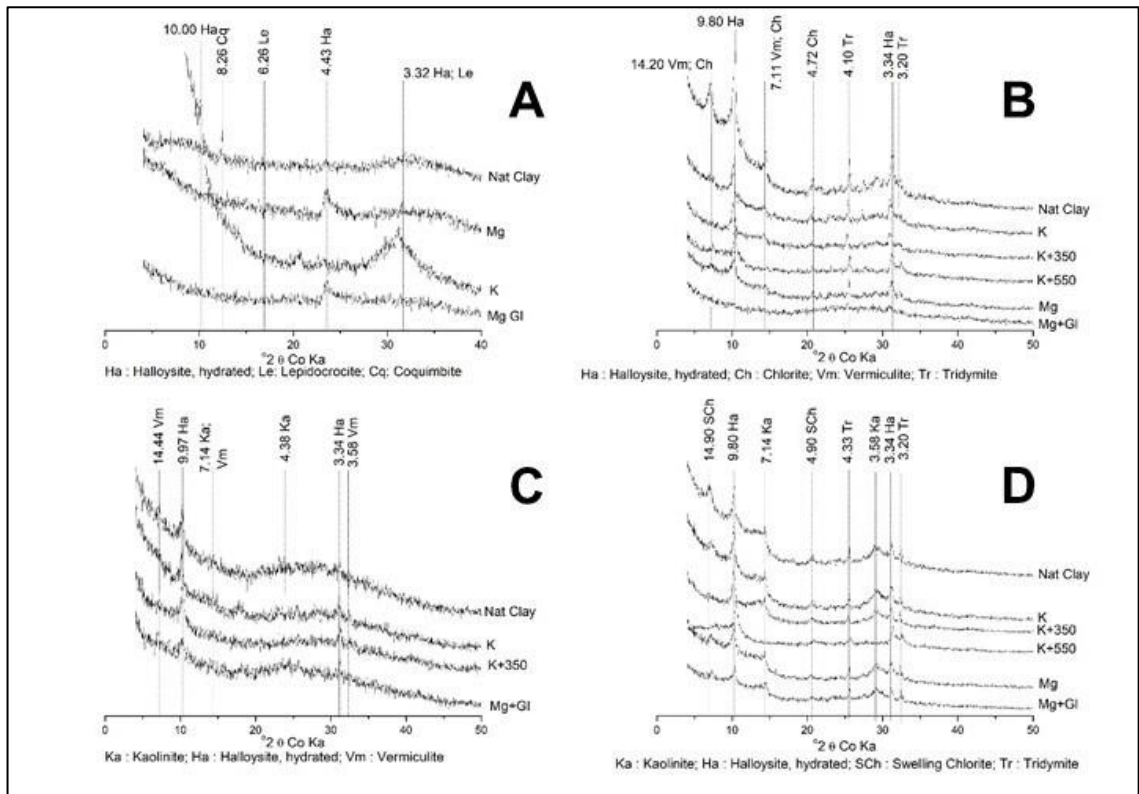 10.00 Ha
8.26 Cq
6.26 Le
4.43 Ha
3.32 Ha; Le
A
Nat Clay
Mg
K
Mg Gl
0 10 20 30 40
°2 θ Co Ka
Ha : Halloysite, hydrated; Le: Lepidocrocite; Cq: Coquimbite
14.20 Vm; Ch
9.80 Ha
7.11 Vm; Ch
4.72 Ch
4.10 Tr
3.34 Ha
3.20 Tr
B
Nat Clay
K
K+350
K+550
Mg
Mg+Gl
0 10 20 30 40 50
°2 θ Co Ka
Ha : Halloysite, hydrated; Ch : Chlorite; Vm: Vermiculite; Tr : Tridymite
14.44 Vm
9.97 Ha
7.14 Ka;
Vm
4.38 Ka
3.34 Ha
3.58 Vm
C
Nat Clay
K
K+350
Mg+Gl
0 10 20 30 40 50
°2 θ Co Ka
Ka : Kaolinite; Ha : Halloysite, hydrated; Vm : Vermiculite
14.90 SCh
9.80 Ha
7.14 Ka
4.90 SCh
4.33 Tr
3.58 Ka
3.34 Ha
3.20 Tr
D
Nat Clay
K
K+350
K+550
Mg
Mg+Gl
0 10 20 30 40 50
°2 θ Co Ka
Ka : Kaolinite; Ha : Halloysite, hydrated; SCh : Swelling Chlorite; Tr : Tridymite